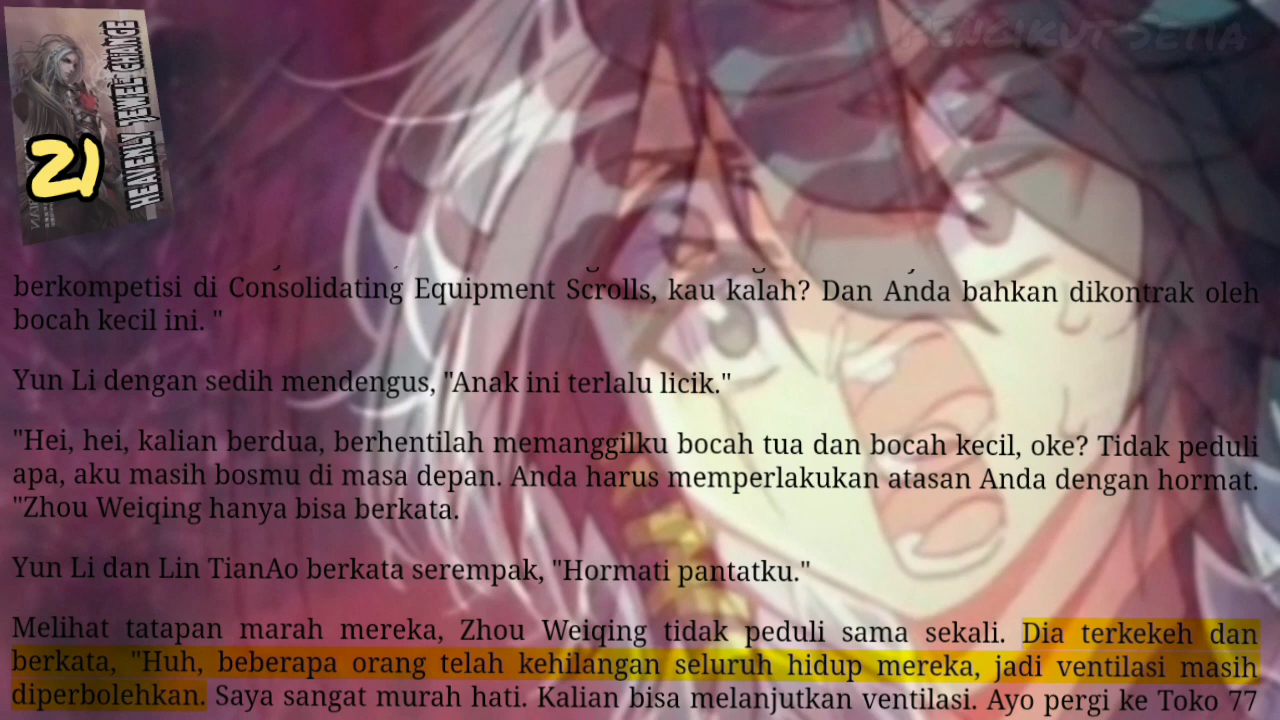 PENGIKUT SETIA
HEAVENLY JEWEL CHANGE
21
berkompetisi di Consolidating Equipment Scrolls, kau kalah? Dan Anda bahkan dikontrak oleh
bocah kecil ini. "
Yun Li dengan sedih mendengus, "Anak ini terlalu licik."
"Hei, hei, kalian berdua, berhentilah memanggilku bocah tua dan bocah kecil, oke? Tidak peduli
apa, aku masih bosmu di masa depan. Anda harus memperlakukan atasan Anda dengan hormat.
"Zhou Weiqing hanya bisa berkata.
Yun Li dan Lin TianAo berkata serempak, "Hormati pantatku."
Melihat tatapan marah mereka, Zhou Weiqing tidak peduli sama sekali. Dia terkekeh dan
berkata, "Huh, beberapa orang telah kehilangan seluruh hidup mereka, jadi ventilasi masih
diperbolehkan. Saya sangat murah hati. Kalian bisa melanjutkan ventilasi. Ayo pergi ke Toko 77